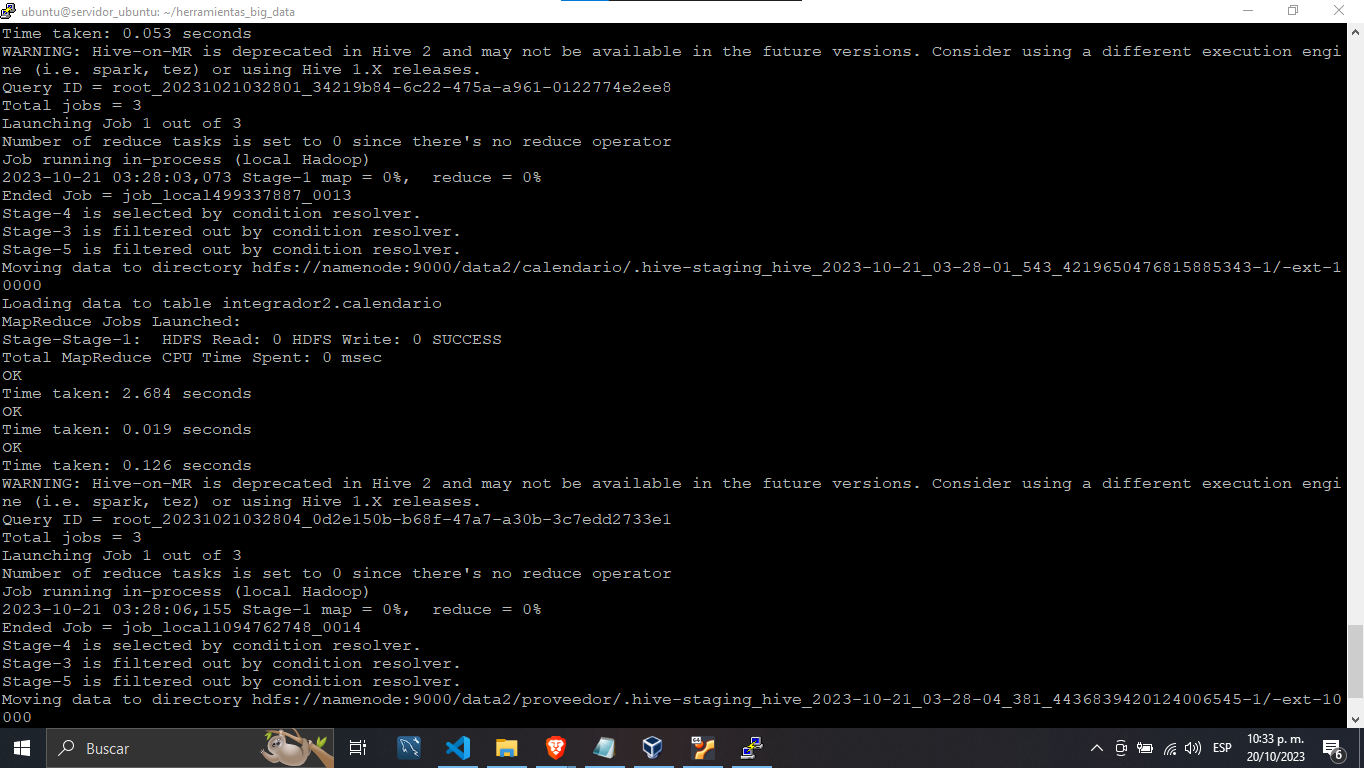 ubuntu@servidor_ubuntu: ~/herramientas_big_data
Time taken: 0.053 seconds
WARNING: Hive-on-MR is deprecated in Hive 2 and may not be available in the future versions. Consider using a different execution engi
ne (i.e. spark, tez) or using Hive 1.X releases.
Query ID = root_20231021032801_34219b84-6c22-475a-a961-0122774e2ee8
Total jobs = 3
Launching Job 1 out of 3
Number of reduce tasks is set to 0 since there's no reduce operator
Job running in-process (local Hadoop)
2023-10-21 03:28:03,073 Stage-1 map = 0%,  reduce = 0%
Ended Job = job_local499337887_0013
Stage-4 is selected by condition resolver.
Stage-3 is filtered out by condition resolver.
Stage-5 is filtered out by condition resolver.
Moving data to directory hdfs://namenode:9000/data2/calendario/.hive-staging_hive_2023-10-21_03-28-01_543_4219650476815885343-1/-ext-1
0000
Loading data to table integrador2.calendario
MapReduce Jobs Launched:
Stage-Stage-1:  HDFS Read: 0 HDFS Write: 0 SUCCESS
Total MapReduce CPU Time Spent: 0 msec
OK
Time taken: 2.684 seconds
OK
Time taken: 0.019 seconds
OK
Time taken: 0.126 seconds
WARNING: Hive-on-MR is deprecated in Hive 2 and may not be available in the future versions. Consider using a different execution engi
ne (i.e. spark, tez) or using Hive 1.X releases.
Query ID = root_20231021032804_0d2e150b-b68f-47a7-a30b-3c7edd2733e1
Total jobs = 3
Launching Job 1 out of 3
Number of reduce tasks is set to 0 since there's no reduce operator
Job running in-process (local Hadoop)
2023-10-21 03:28:06,155 Stage-1 map = 0%,  reduce = 0%
Ended Job = job_local1094762748_0014
Stage-4 is selected by condition resolver.
Stage-3 is filtered out by condition resolver.
Stage-5 is filtered out by condition resolver.
Moving data to directory hdfs://namenode:9000/data2/proveedor/.hive-staging_hive_2023-10-21_03-28-04_381_4436839420124006545-1/-ext-10
000
Buscar
64
ESP
10:33 p. m.
20/10/2023
6